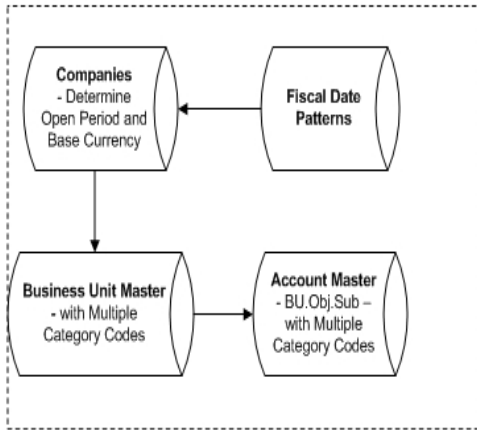 Companies
- Determine
Open Period and
Base Currency
Fiscal Date
Patterns
Business Unit Master
- with Multiple
Category Codes
Account Master
- BU.Obj.Sub –
with Multiple
Category Codes